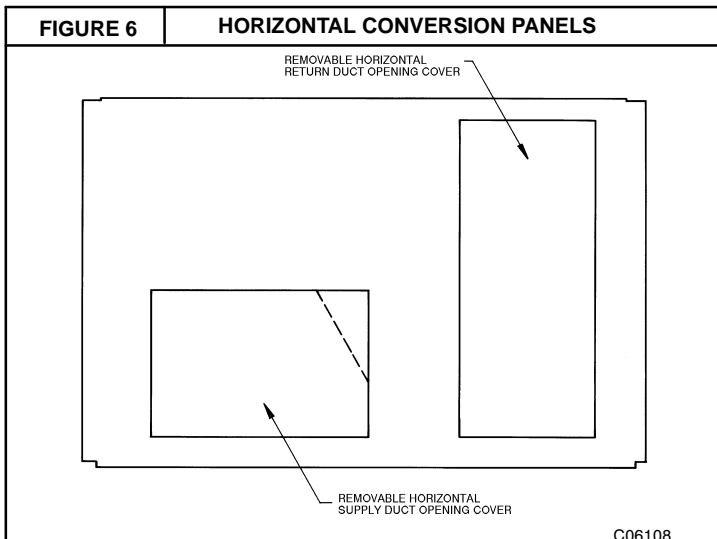 FIGURE 6
HORIZONTAL CONVERSION PANELS
REMOVABLE HORIZONTAL
RETURN DUCT OPENING COVER
REMOVABLE HORIZONTAL
SUPPLY DUCT OPENING COVER
C06108